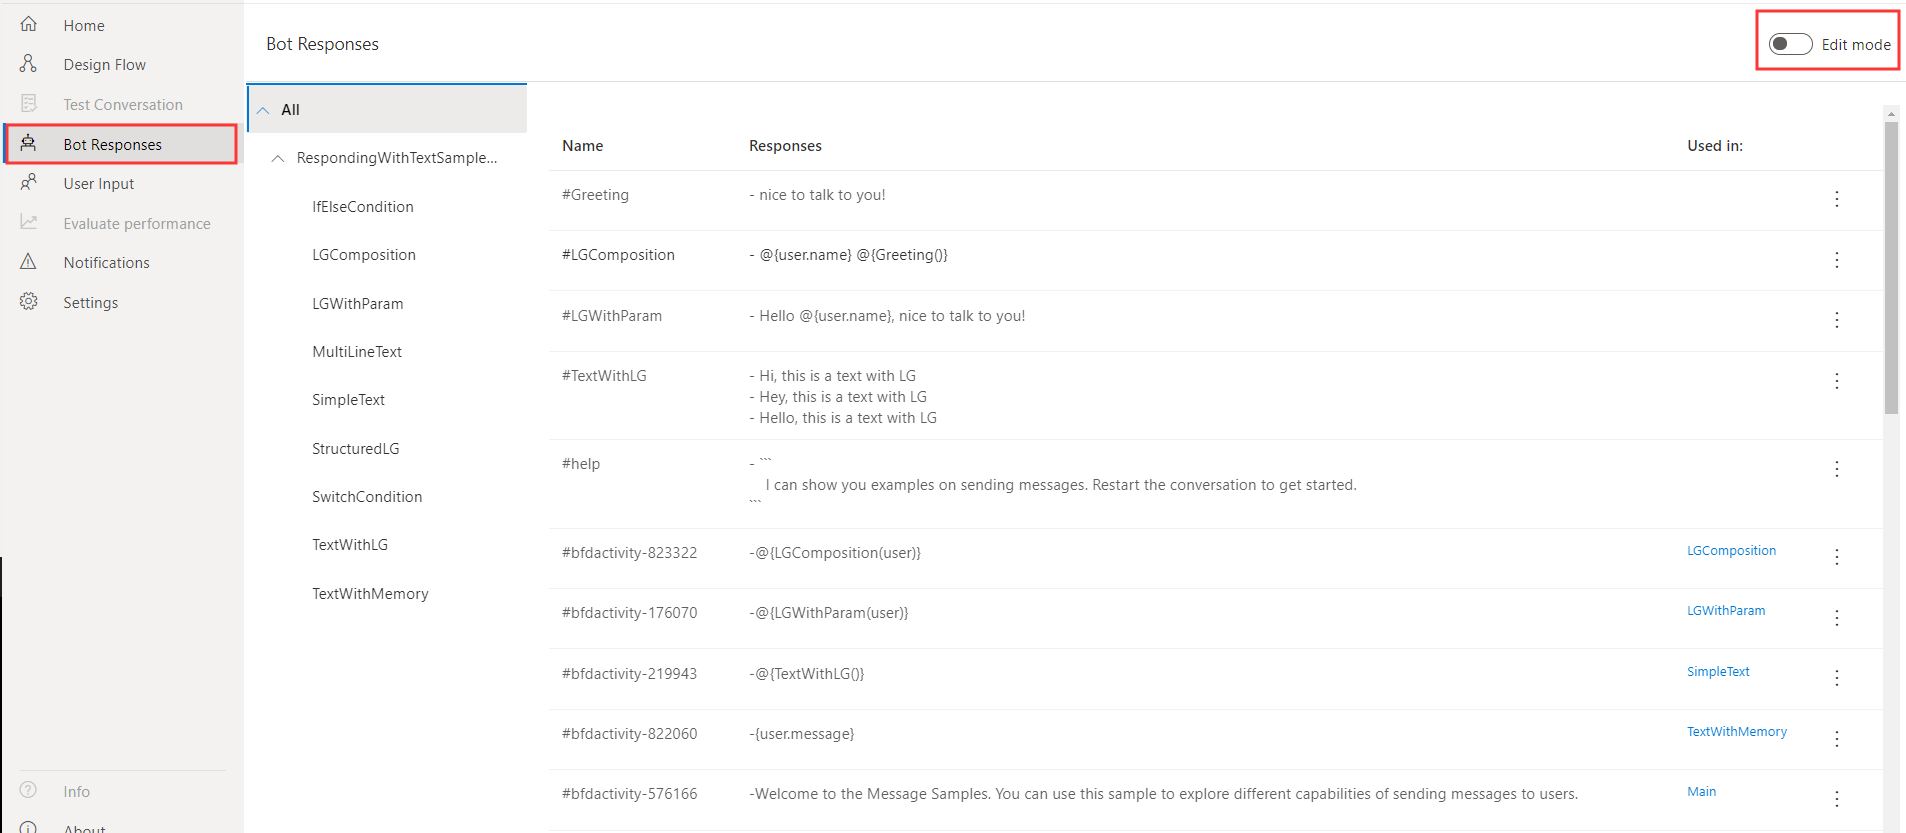 Home
Design Flow
Test Conversation
Bot Responses
User Input
Evaluate performance
Notifications
Settings
Info
About
Bot Responses
Edit mode
All
RespondingWithTextSample...
IfElseCondition
LGComposition
LGWithParam
MultiLineText
SimpleText
StructuredLG
SwitchCondition
TextWithLG
TextWithMemory
Name Responses Used in:
#Greeting - nice to talk to you!
#LGComposition - @{user.name} @{Greeting()}
#LGWithParam - Hello @{user.name}, nice to talk to you!
#TextWithLG - Hi, this is a text with LG
- Hey, this is a text with LG
- Hello, this is a text with LG
#help - ```
I can show you examples on sending messages. Restart the conversation to get started.
```
#bfdactivity-823322 -@{LGComposition(user)} LGComposition
#bfdactivity-176070 -@{LGWithParam(user)} LGWithParam
#bfdactivity-219943 -@{TextWithLG()} SimpleText
#bfdactivity-822060 -{user.message} TextWithMemory
#bfdactivity-576166 -Welcome to the Message Samples. You can use this sample to explore different capabilities of sending messages to users. Main